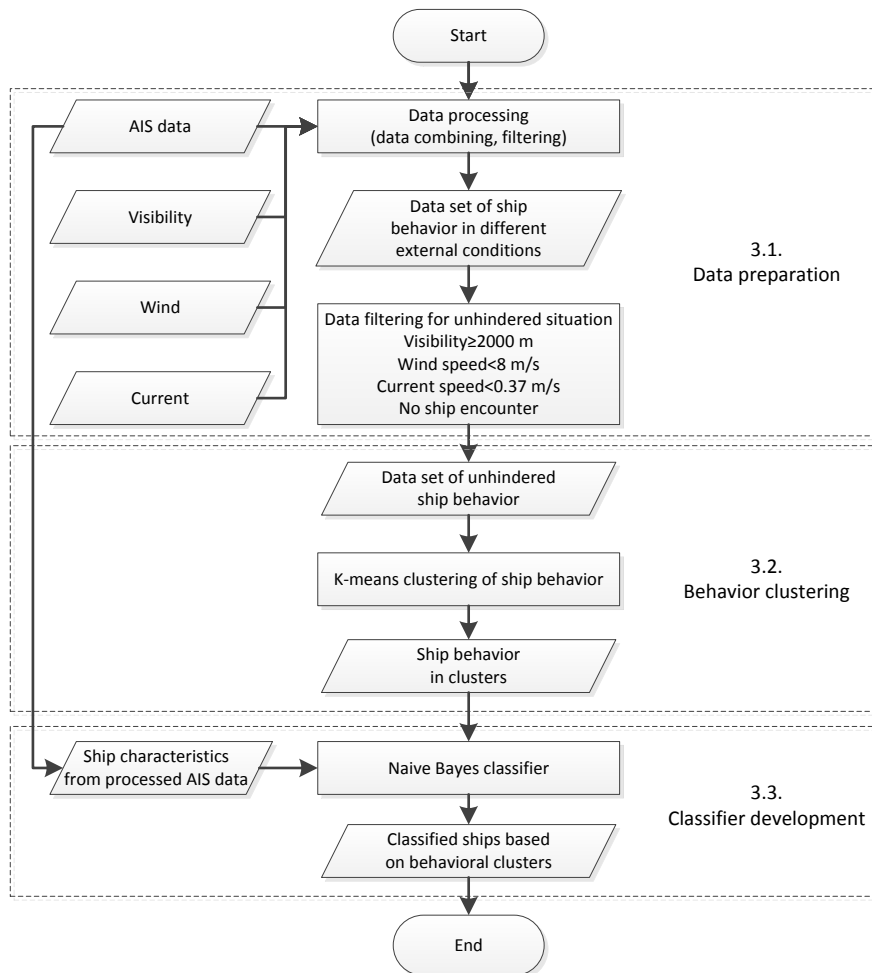 Start
AIS data
Data processing
(data combining, filtering)
Visibility
Data set of ship
behavior in different
external conditions
3.1.
Data preparation
Wind
Data filtering for unhindered situation
Visibility≥2000 m
Wind speed<8 m/s
Current speed<0.37 m/s
No ship encounter
Current
Data set of unhindered
ship behavior
K-means clustering of ship behavior
3.2.
Behavior clustering
Ship behavior
in clusters
Ship characteristics
from processed AIS data
Naive Bayes classifier
3.3.
Classifier development
Classified ships based
on behavioral clusters
End